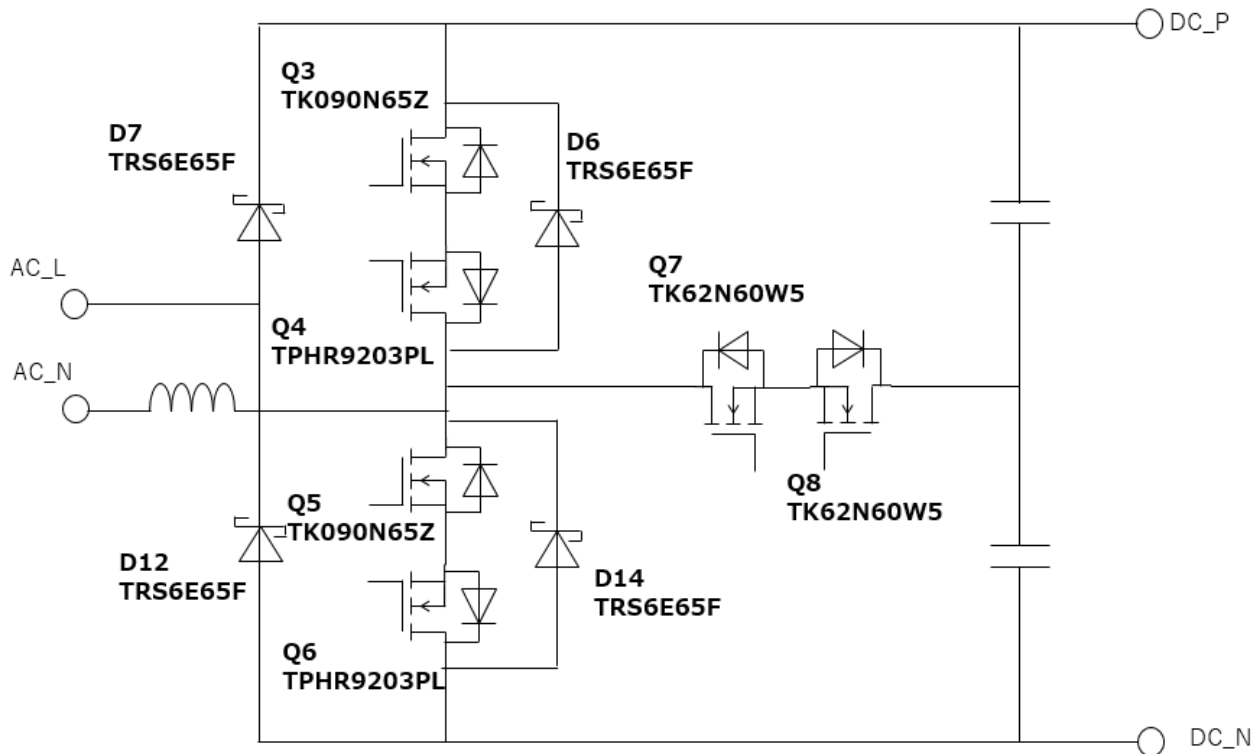 DC_P
Q3
TK090N65Z
D7
TRS6E65F
D6
TRS6E65F
AC_L
Q7
TK62N60W5
Q4
TPHR9203PL
AC_N
Q8
TK62N60W5
Q5
TK090N65Z
D12
TRS6E65F
D14
TRS6E65F
Q6
TPHR9203PL
DC_N